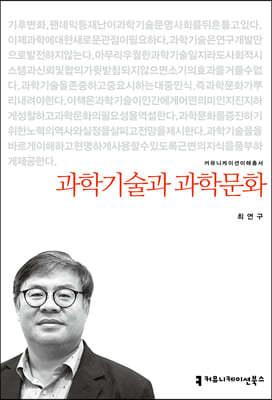 기후변화, 팬데믹등재난이과학기술문명사회를뒤흔들고있다.
이제과학에대한새로운관점이필요하다. 과학기술은연구개발만
으로발전하지않는다. 아무리우월한과학기술일지라도사회적시
스템과신뢰및합의가뒷받침되지않으면소기의효과를거둘수없
다. 과학기술을존중하고중요시하는대중인식, 즉과학문화가뿌
리내려야한다. 이책은과학기술이인간에게어떤의미인지진지하
게성찰하고과학문화의필요성을역설한다. 과학문화를증진하기
위한노력의역사와실정을살피고전망을제시한다. 과학기술을올
바르게이해하고현명하게사용할수있도록근면의지식을풍부하
게제공한다.
커뮤니케이션이해총서
과학기술과 과학문화
최연구
커뮤니케이션북스